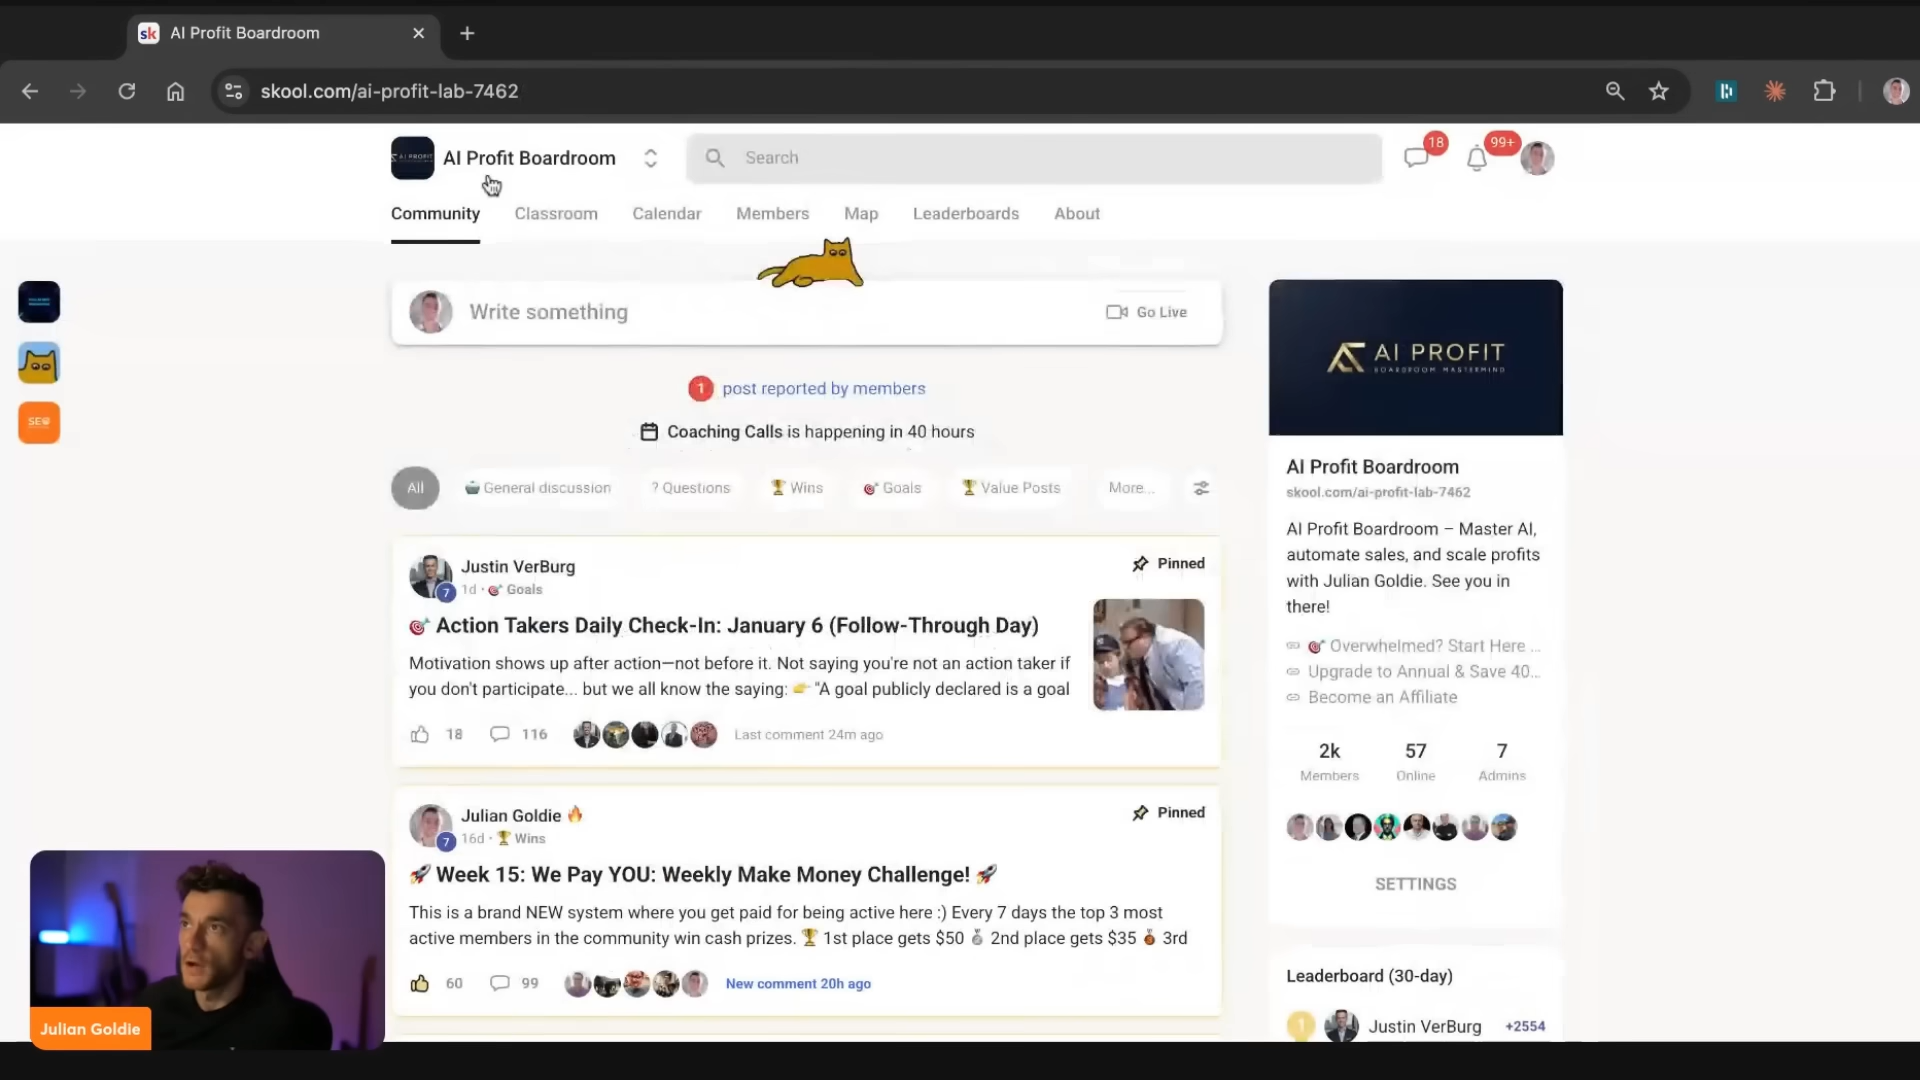 sk AI Profit Boardroom
skool.com/ai-profit-lab-7462
AI PROFIT
AI Profit Boardroom
Search
18
99+
Community
Classroom
Calendar
Members
Map
Leaderboards
About
Write something
Go Live
1 post reported by members
Coaching Calls is happening in 40 hours
All
General discussion
? Questions
🏆 Wins
🎯 Goals
🏆 Value Posts
More...
SEO
Justin VerBurg
7
1d · 🎯 Goals
Pinned
🎯 Action Takers Daily Check-In: January 6 (Follow-Through Day)
Motivation shows up after action—not before it. Not saying you're not an action taker if
you don't participate... but we all know the saying: 👉 "A goal publicly declared is a goal
18
116
Last comment 24m ago
Julian Goldie 🔥
7
16d · 🏆 Wins
Pinned
🚀 Week 15: We Pay YOU: Weekly Make Money Challenge! 🚀
This is a brand NEW system where you get paid for being active here :) Every 7 days the top 3 most
active members in the community win cash prizes. 🏆 1st place gets $50 🥈 2nd place gets $35 🥉 3rd
60
99
New comment 20h ago
AI PROFIT
BOARDROOM MASTERMIND
AI Profit Boardroom
skool.com/ai-profit-lab-7462
AI Profit Boardroom – Master AI,
automate sales, and scale profits
with Julian Goldie. See you in
there!
🎯 Overwhelmed? Start Here ...
Upgrade to Annual & Save 40...
Become an Affiliate
2k
57
7
Members
Online
Admins
SETTINGS
Leaderboard (30-day)
1
Justin VerBurg
+2554
Julian Goldie